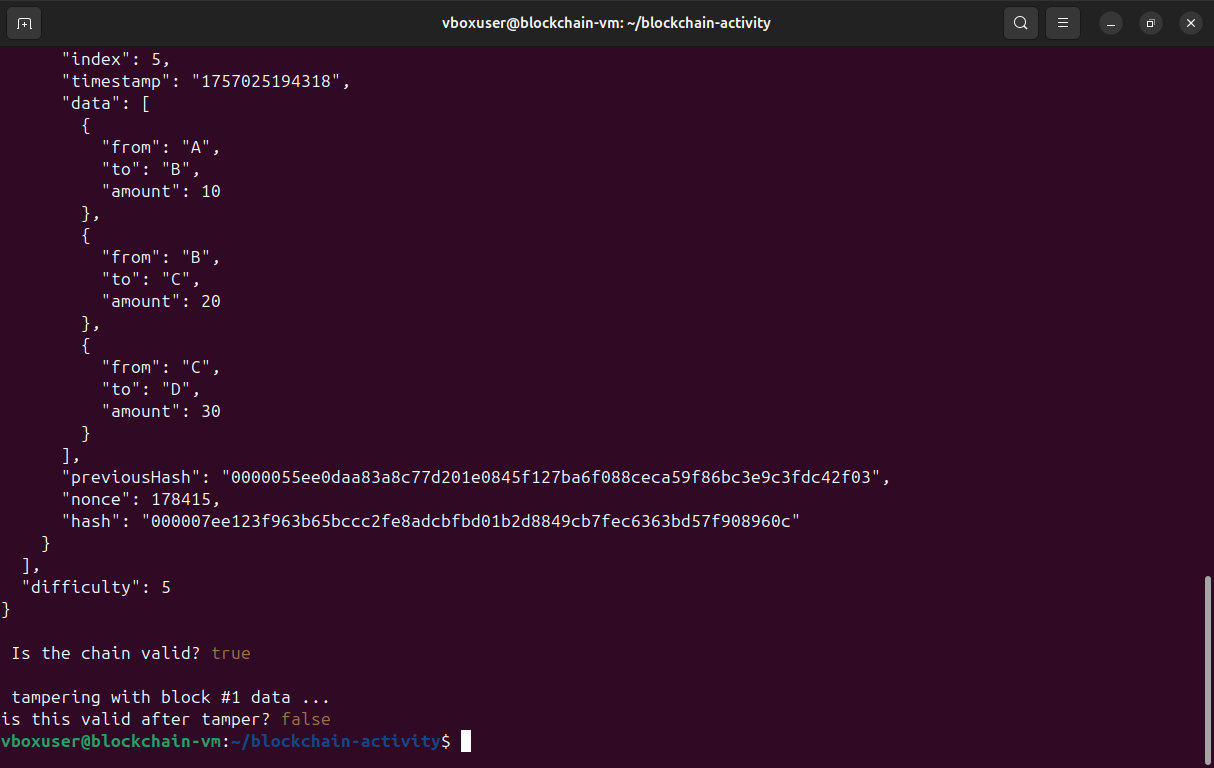 vboxuser@blockchain-vm: ~/blockchain-activity
"index": 5,
"timestamp": "1757025194318",
"data": [
{
"from": "A",
"to": "B",
"amount": 10
},
{
"from": "B",
"to": "C",
"amount": 20
},
{
"from": "C",
"to": "D",
"amount": 30
}
],
"previousHash": "0000055ee0daa83a8c77d201e0845f127ba6f088ceca59f86bc3e9c3fdc42f03",
"nonce": 178415,
"hash": "000007ee123f963b65bccc2fe8adcbfbd01b2d8849cb7fec6363bd57f908960c"
}
],
"difficulty": 5
}
Is the chain valid? true
tampering with block #1 data ...
is this valid after tamper? false
vboxuser@blockchain-vm:~/blockchain-activity$